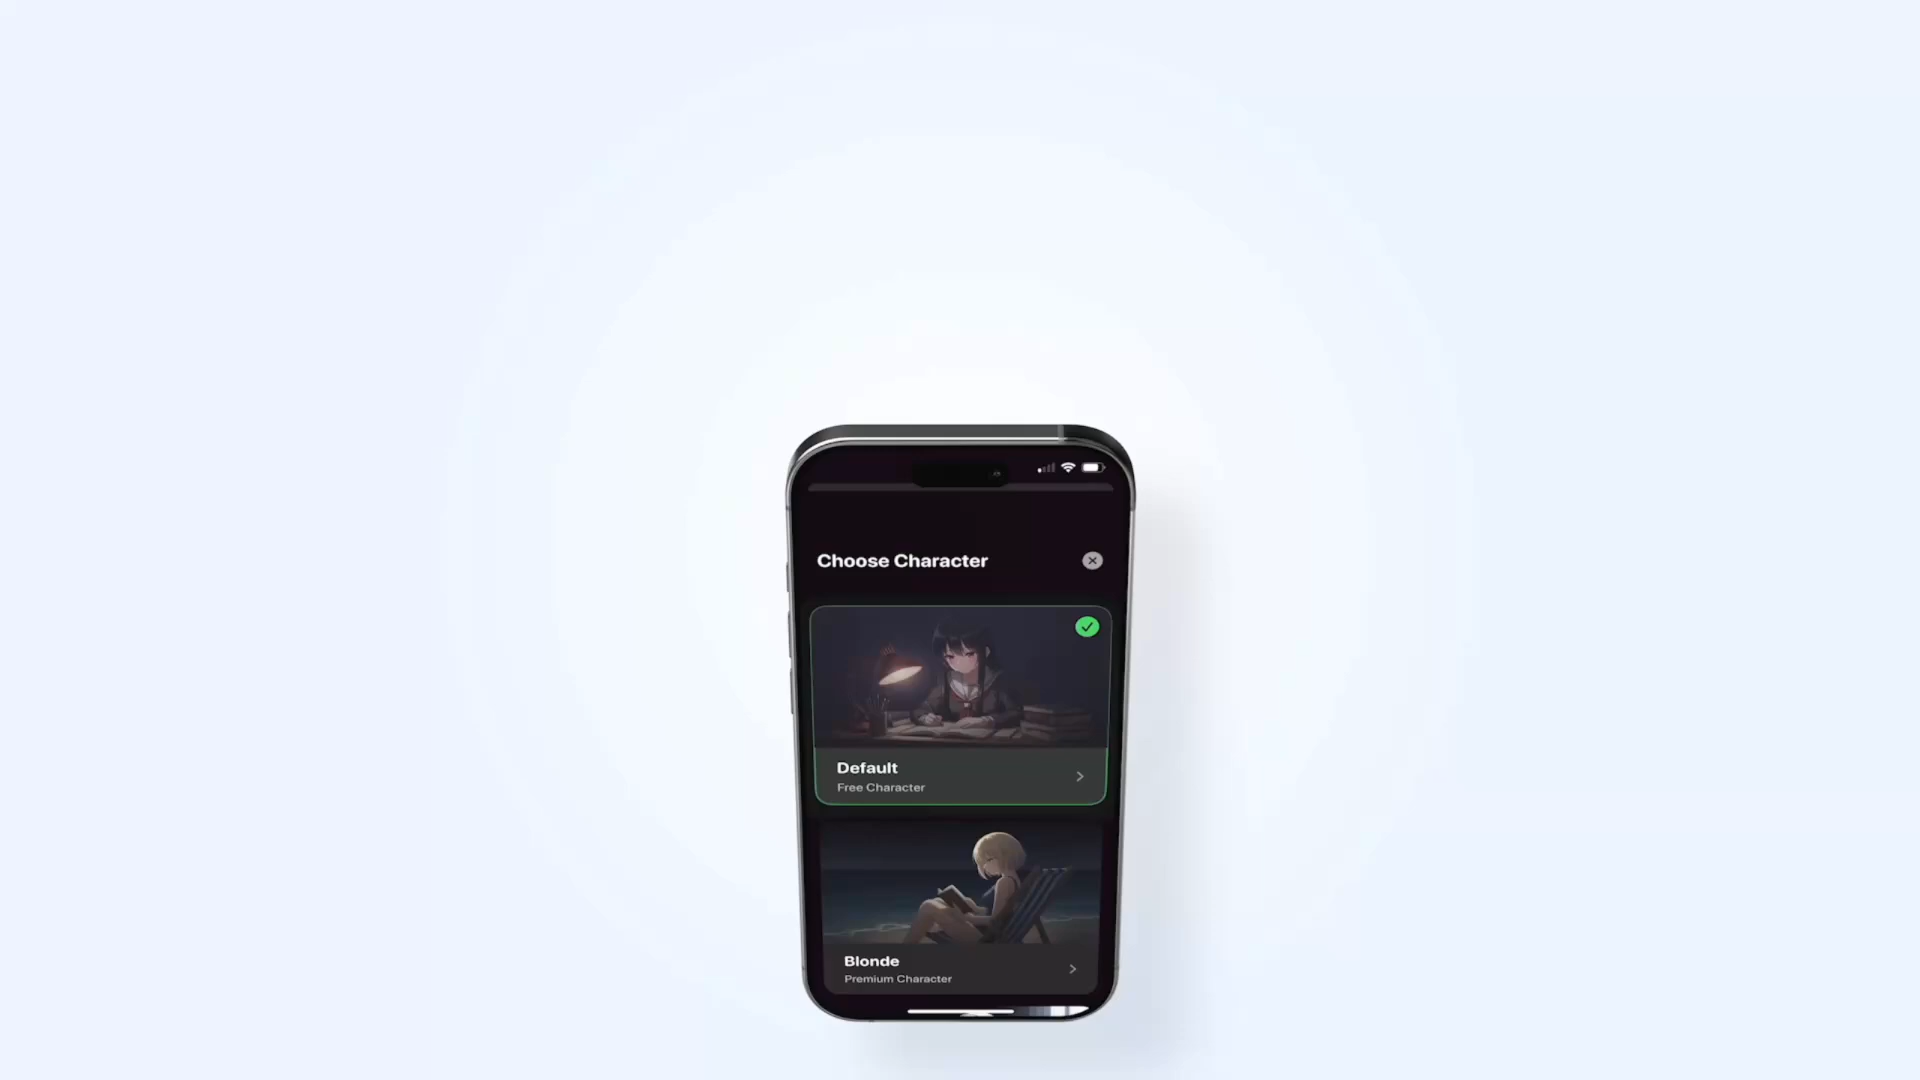 Choose Character
Default
Free Character
Blonde
Premium Character